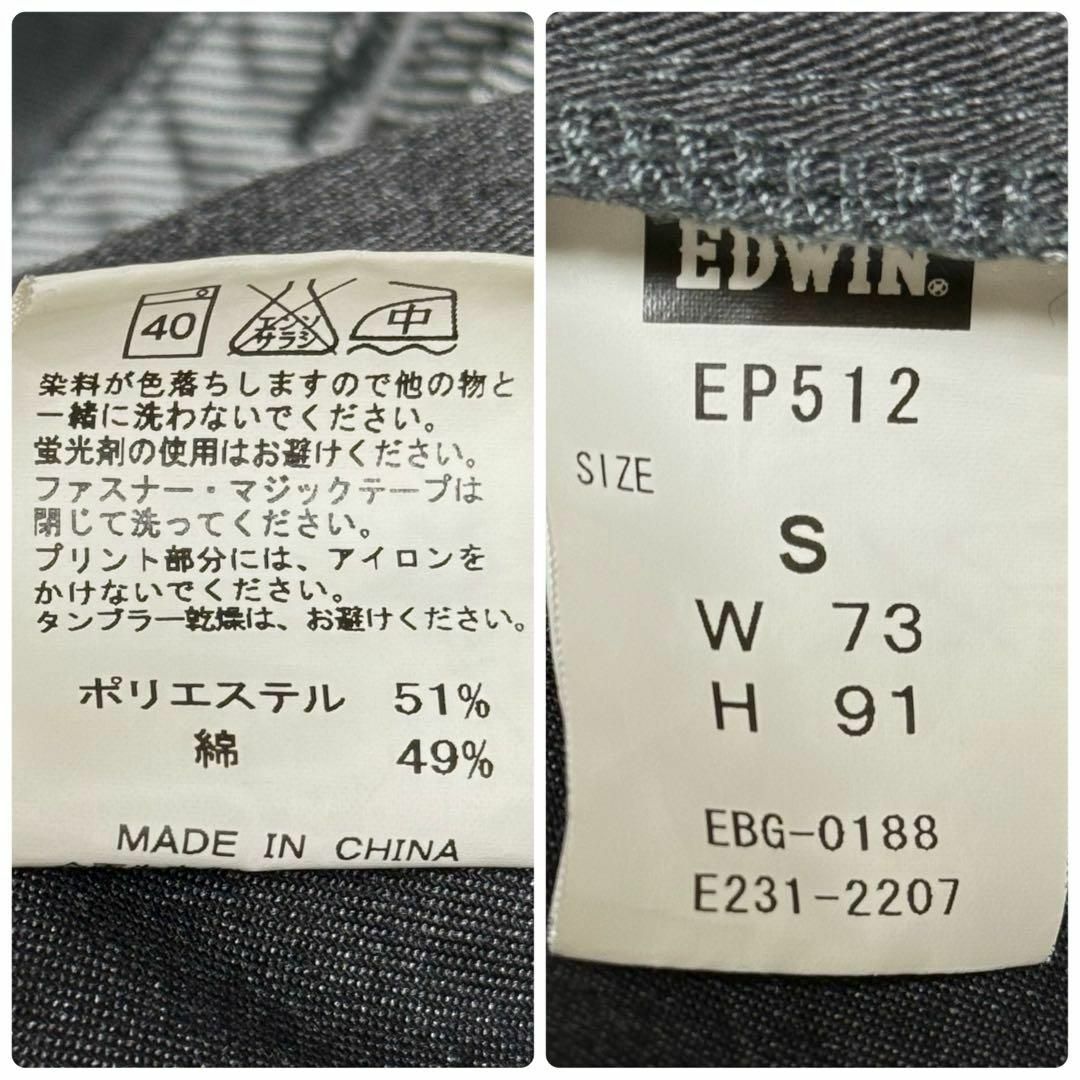 40
エンソ
サラシ
中
染料が色落ちしますので他の物と
一緒に洗わないでください。
蛍光剤の使用はお避けください。
ファスナー・マジックテープは
閉じて洗ってください。
プリント部分には、アイロンを
かけないでください。
タンブラー乾燥は、お避けください。
ポリエステル 51%
綿 49%
MADE IN CHINA
EDWIN®
EP512
SIZE
S
W 73
H 91
EBG-0188
E231-2207